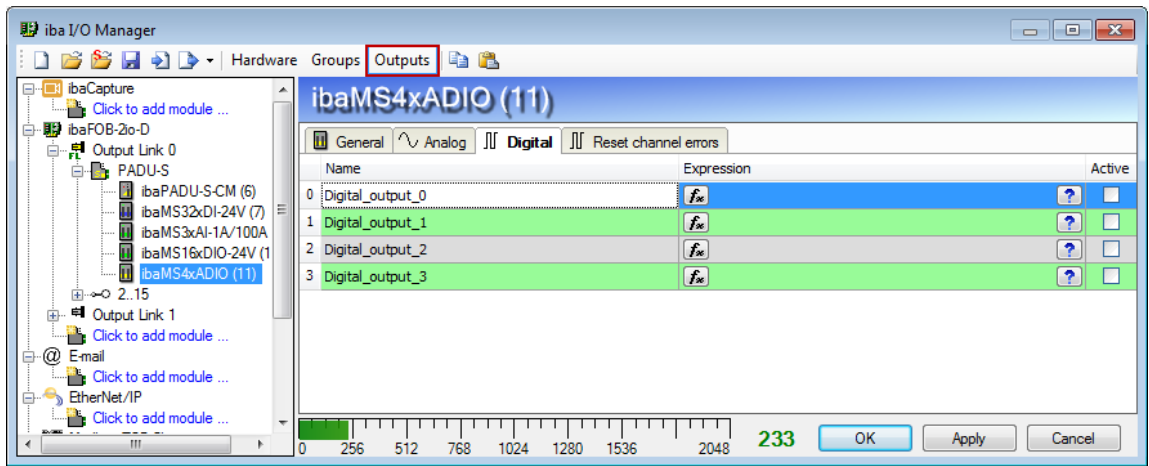 iba I/O Manager
Hardware Groups Outputs
ibaCapture
Click to add module ...
ibaFOB-2io-D
Output Link 0
PADU-S
ibaPADU-S-CM (6)
ibaMS32xDI-24V (7)
ibaMS3xAI-1A/100A
ibaMS16xDIO-24V (1
ibaMS4xADIO (11)
2..15
Output Link 1
Click to add module ...
E-mail
Click to add module ...
EtherNet/IP
Click to add module ...
ibaMS4xADIO (11)
General Analog Digital Reset channel errors
Name Expression Active
0 Digital_output_0 fx ?
1 Digital_output_1 fx ?
2 Digital_output_2 fx ?
3 Digital_output_3 fx ?
0 256 512 768 1024 1280 1536 2048
233 OK Apply Cancel